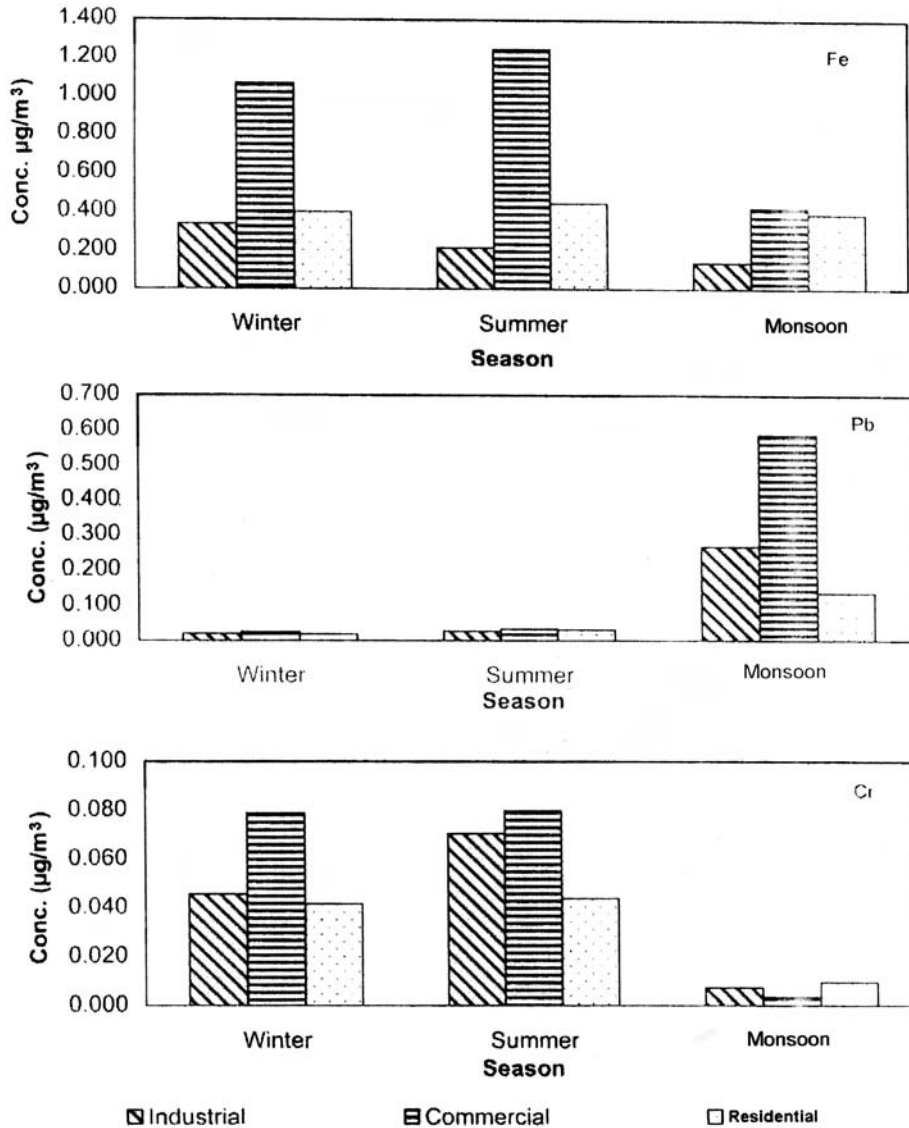 1.400
1.200
1.000
0.800
0.600
0.400
0.200
0.000
Conc. µg/m³
Fe
Winter Summer Monsoon
Season
0.700
0.600
0.500
0.400
0.300
0.200
0.100
0.000
Conc. (µg/m³)
Pb
Winter Summer Monsoon
Season
0.100
0.080
0.060
0.040
0.020
0.000
Conc. (µg/m³)
Cr
Winter Summer Monsoon
Season
Industrial Commercial Residential